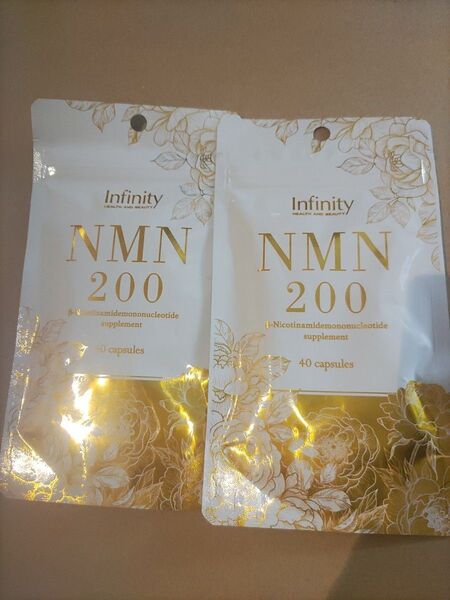 Infinity
HEALTH AND BEAUTY
NMN
200
β-Nicotinamidemononucleotide
supplement
0 capsules
Infinity
HEALTH AND BEAUTY
NMN
200
β-Nicotinamidemononucleotide
supplement
40 capsules